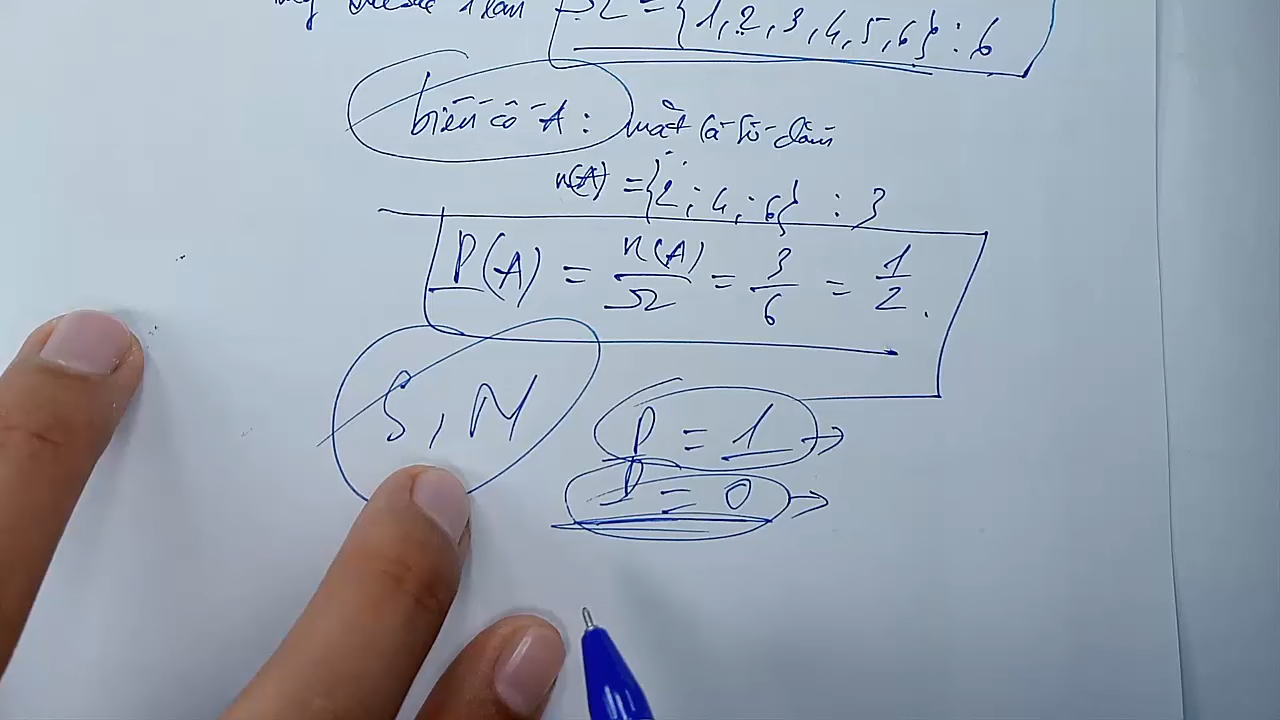 Ω = {1, 2, 3, 4, 5, 6} : 6
biến cố A : mặt là số chẵn
n(A) = {2 ; 4 ; 6} : 3
P(A) = n(A)/Ω = 3/6 = 1/2 .
S, N
P = 1 →
P = 0 →